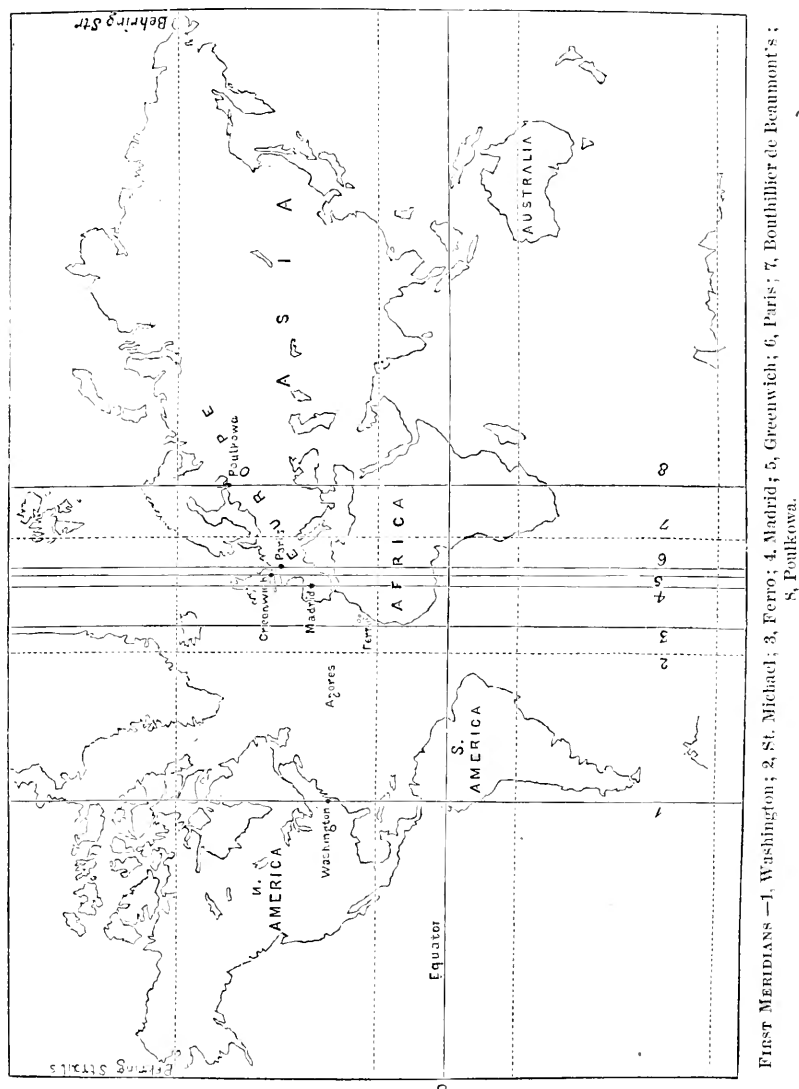 Behring Str
Behring Straits
N.
AMERICA
Washington
Equator
0
S.
AMERICA
Azores
Ferro
Madrid
Greenwich
Paris
EUROPE
Poulkowa
AFRICA
ASIA
AUSTRALIA
1
2
3
4
5
6
7
8
FIRST MERIDIANS —1, Washington; 2, St. Michael; 3, Ferro; 4, Madrid; 5, Greenwich; 6, Paris; 7, Bouthillier de Beaumont's;
8, Poulkowa.